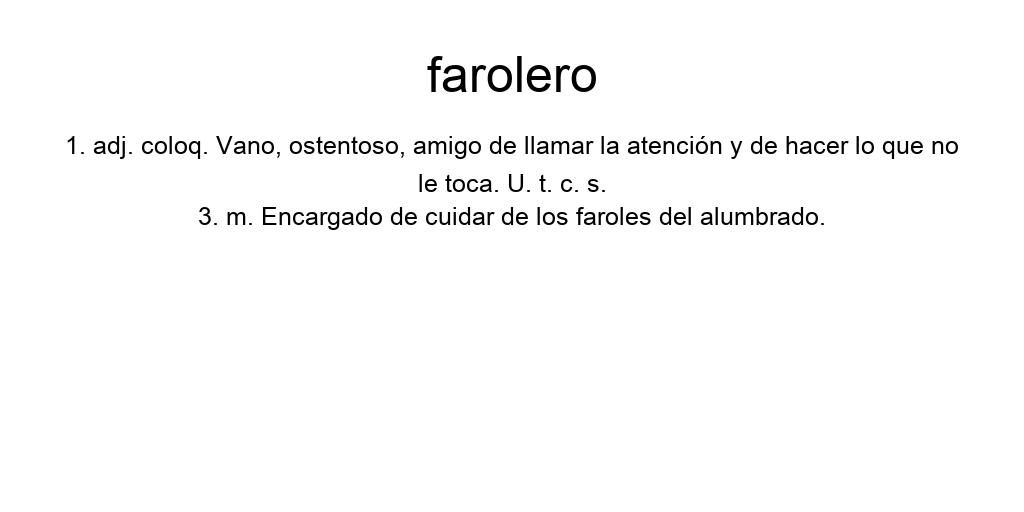 farolero
1. adj. coloq. Vano, ostentoso, amigo de llamar la atención y de hacer lo que no
le toca. U. t. c. s.
3. m. Encargado de cuidar de los faroles del alumbrado.